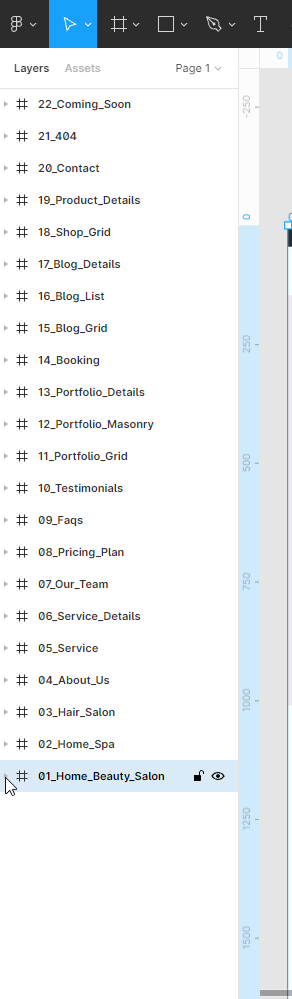 Layers Assets Page 1
0
22_Coming_Soon
-250
21_404
20_Contact
19_Product_Details
0
18_Shop_Grid
17_Blog_Details
16_Blog_List
15_Blog_Grid
250
14_Booking
13_Portfolio_Details
12_Portfolio_Masonry
11_Portfolio_Grid
500
10_Testimonials
09_Faqs
08_Pricing_Plan
07_Our_Team
750
06_Service_Details
05_Service
04_About_Us
1000
03_Hair_Salon
02_Home_Spa
01_Home_Beauty_Salon
1250
1500